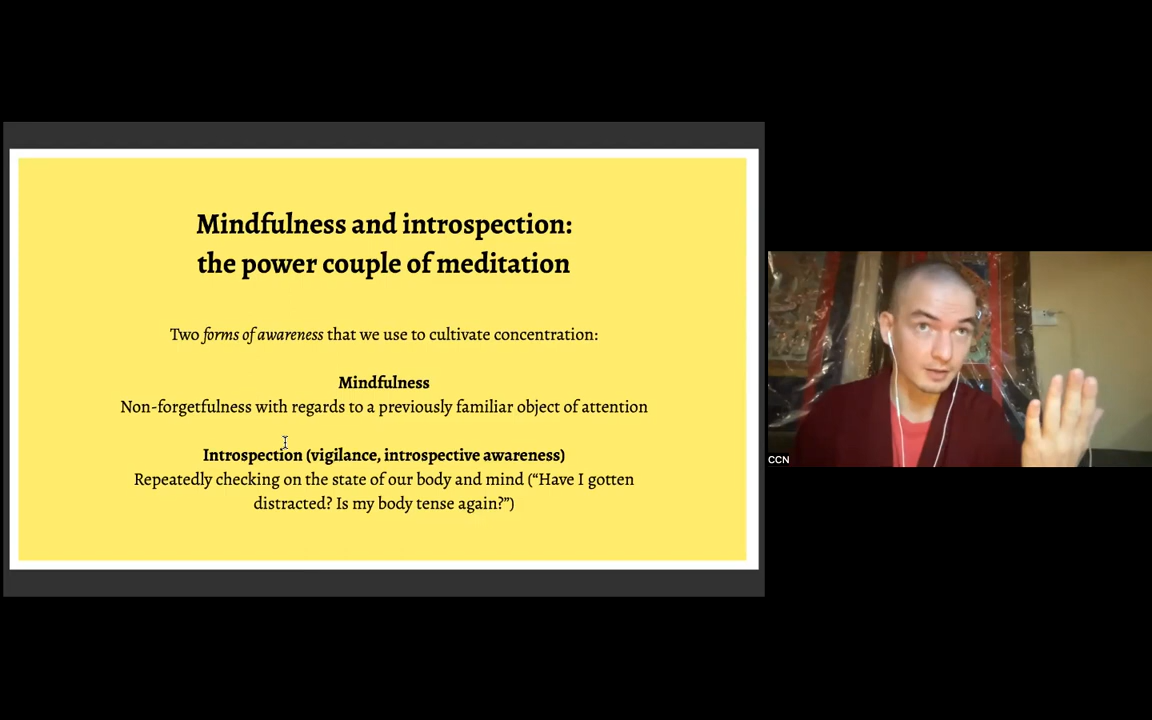 Mindfulness and introspection:
the power couple of meditation
Two forms of awareness that we use to cultivate concentration:
Mindfulness
Non-forgetfulness with regards to a previously familiar object of attention
Introspection (vigilance, introspective awareness)
Repeatedly checking on the state of our body and mind (“Have I gotten
distracted? Is my body tense again?”)
CCN